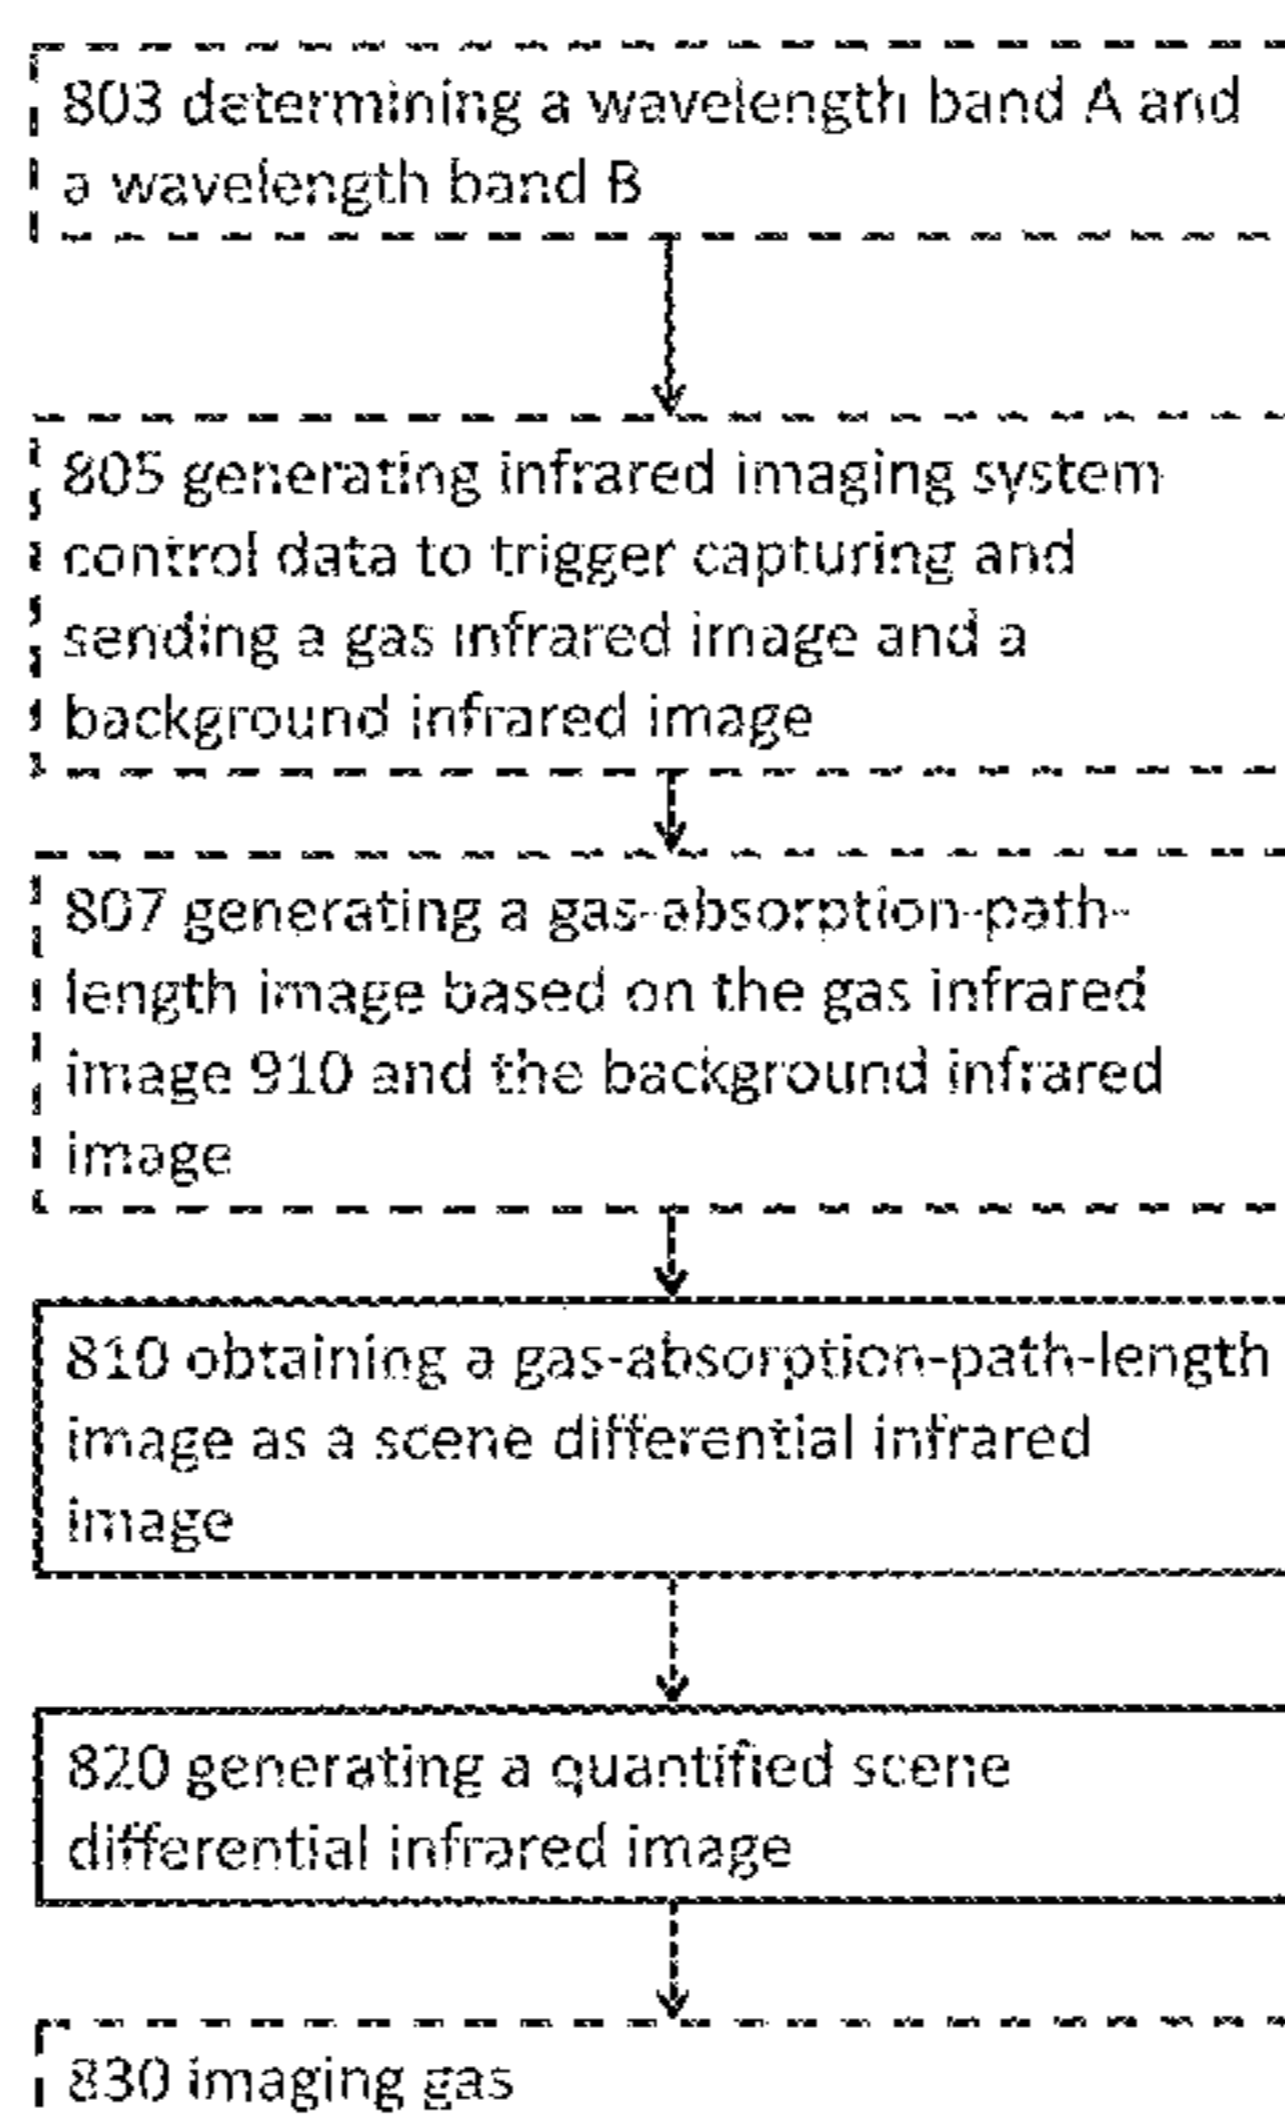 803 determining a wavelength band A and
a wavelength band B
805 generating infrared imaging system
control data to trigger capturing and
sending a gas infrared image and a
background infrared image
807 generating a gas-absorption-path-
length image based on the gas infrared
image 910 and the background infrared
image
810 obtaining a gas-absorption-path-length
image as a scene differential infrared
image
820 generating a quantified scene
differential infrared image
830 imaging gas